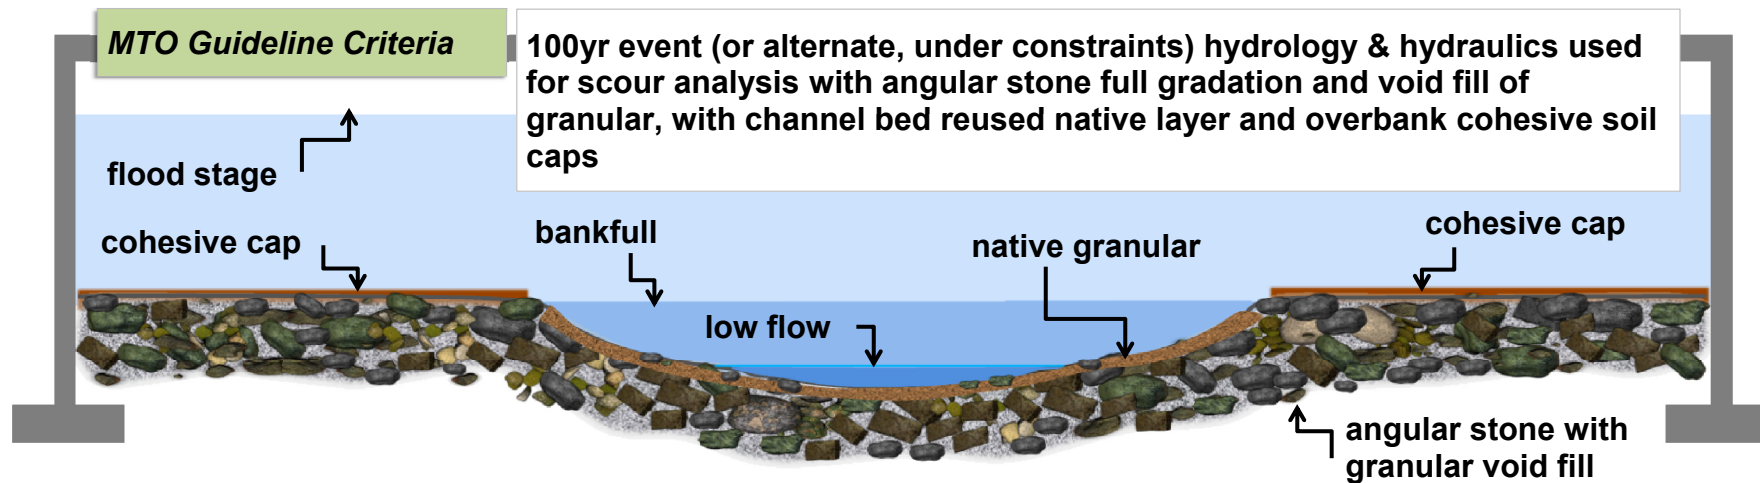 MTO Guideline Criteria
100yr event (or alternate, under constraints) hydrology & hydraulics used
for scour analysis with angular stone full gradation and void fill of
granular, with channel bed reused native layer and overbank cohesive soil
caps
flood stage
cohesive cap
bankfull
native granular
cohesive cap
low flow
angular stone with
granular void fill